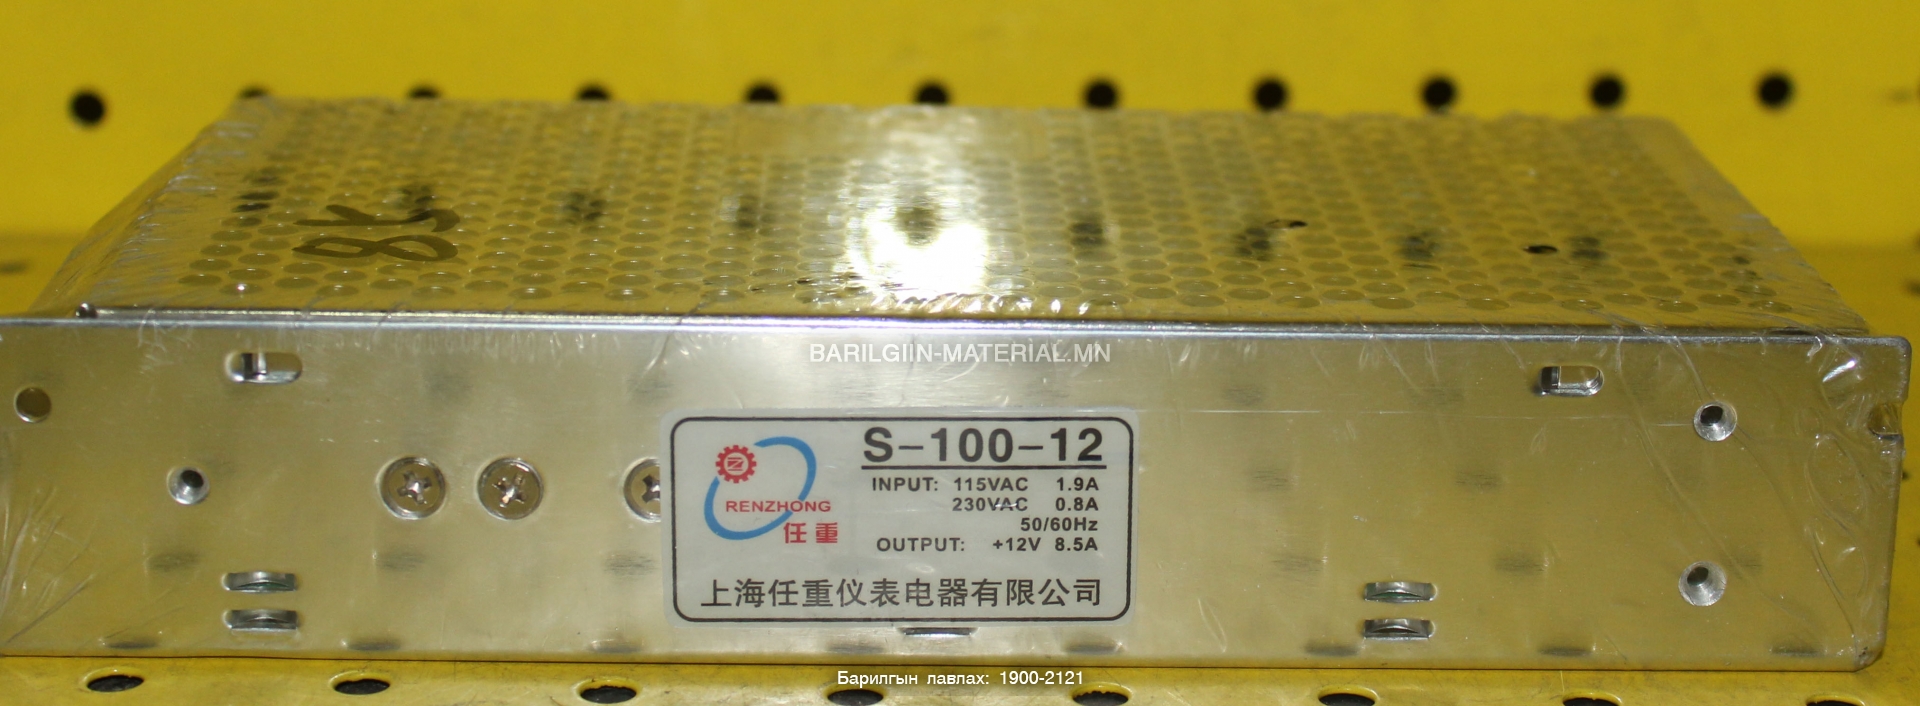 85
BARILGIIN-MATERIAL.MN
S-100-12
INPUT: 115VAC 1.9A
230VAC 0.8A
50/60Hz
OUTPUT: +12V 8.5A
RENZHONG
任重
上海任重仪表电器有限公司
Барилгын лавлах: 1900-2121